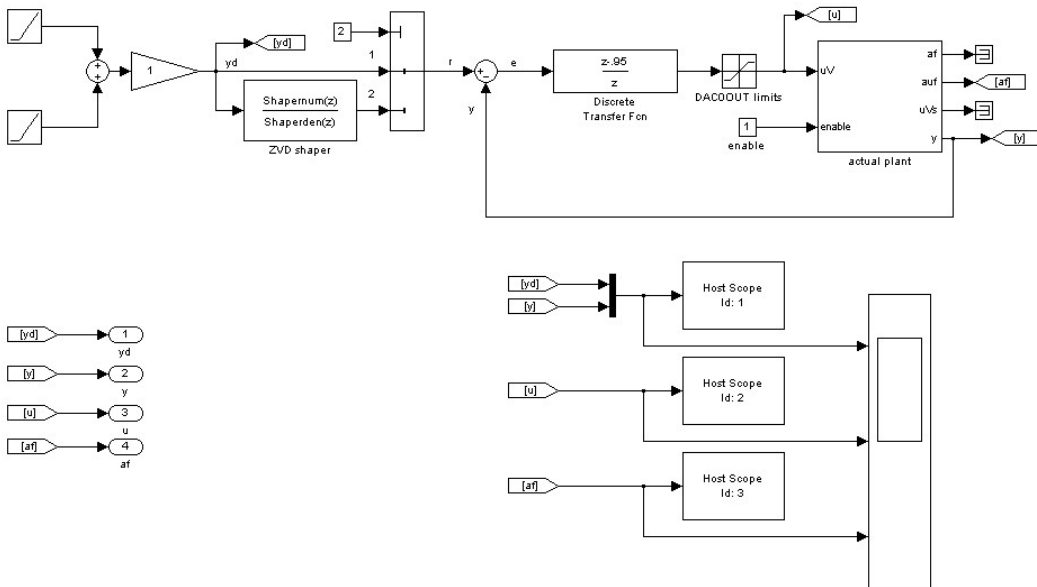 [u]
[yd]
2
1
1
yd
r
+
+
+
-
e
z-.95
z
DACOOUT limits
uV
af
auf
[af]
uVs
2
y
Shapernum(z)
Shaperden(z)
ZVD shaper
Discrete
Transfer Fcn
1
enable
enable
y
[y]
actual plant
[yd]
[y]
Host Scope
Id: 1
[yd]
1
yd
[y]
2
y
[u]
Host Scope
Id: 2
[u]
3
u
[af]
4
af
[af]
Host Scope
Id: 3